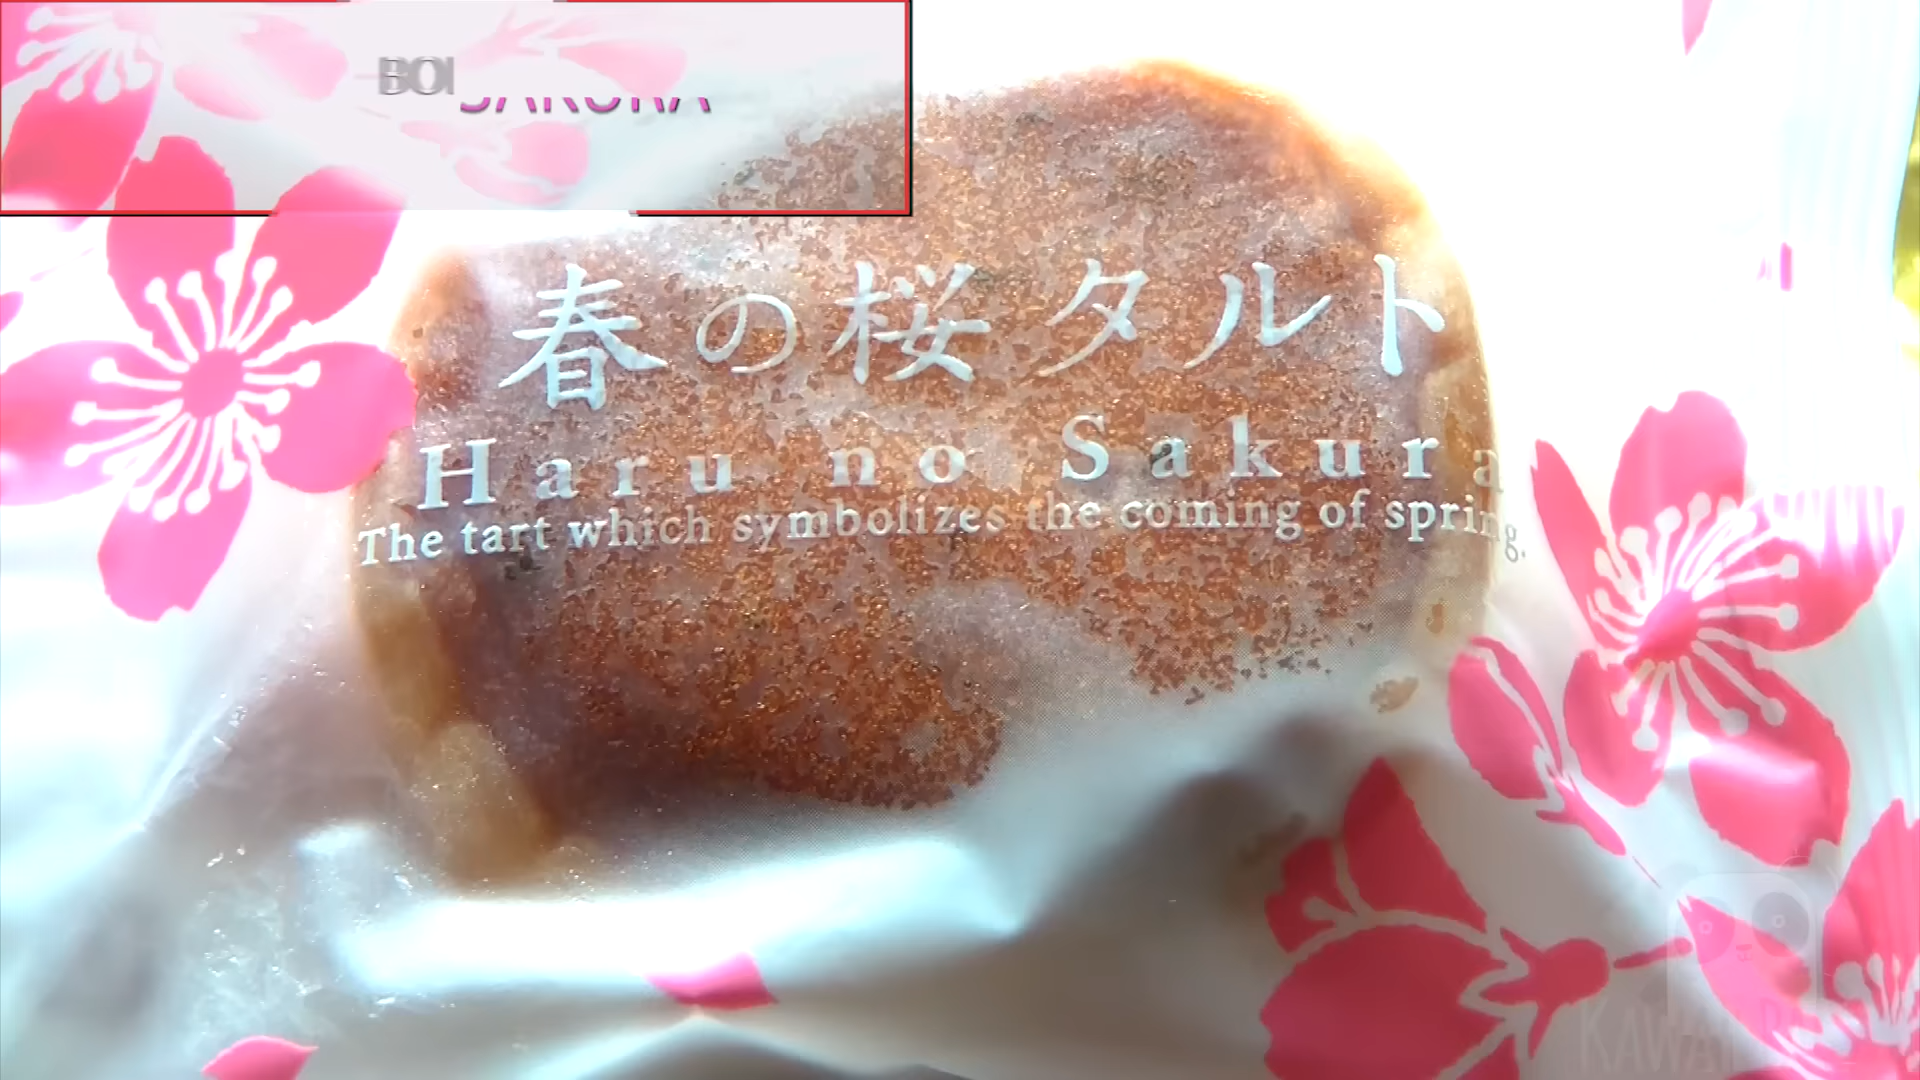 春の桜タルト
Haru no Sakura
The tart which symbolizes the coming of spring.